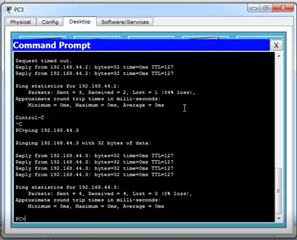 PC3
Physical Config Desktop Software/Services
Command Prompt X
Request timed out.
Reply from 192.168.44.2: bytes=32 time=0ms TTL=127
Reply from 192.168.44.2: bytes=32 time=0ms TTL=127
Ping statistics for 192.168.44.2:
Packets: Sent = 3, Received = 2, Lost = 1 (34% loss),
Approximate round trip times in milli-seconds:
Minimum = 0ms, Maximum = 0ms, Average = 0ms
Control-C
^C
PC>ping 192.168.44.3
Pinging 192.168.44.3 with 32 bytes of data:
Reply from 192.168.44.3: bytes=32 time=0ms TTL=127
Reply from 192.168.44.3: bytes=32 time=0ms TTL=127
Reply from 192.168.44.3: bytes=32 time=0ms TTL=127
Reply from 192.168.44.3: bytes=32 time=0ms TTL=127
Ping statistics for 192.168.44.3:
Packets: Sent = 4, Received = 4, Lost = 0 (0% loss),
Approximate round trip times in milli-seconds:
Minimum = 0ms, Maximum = 0ms, Average = 0ms
PC>